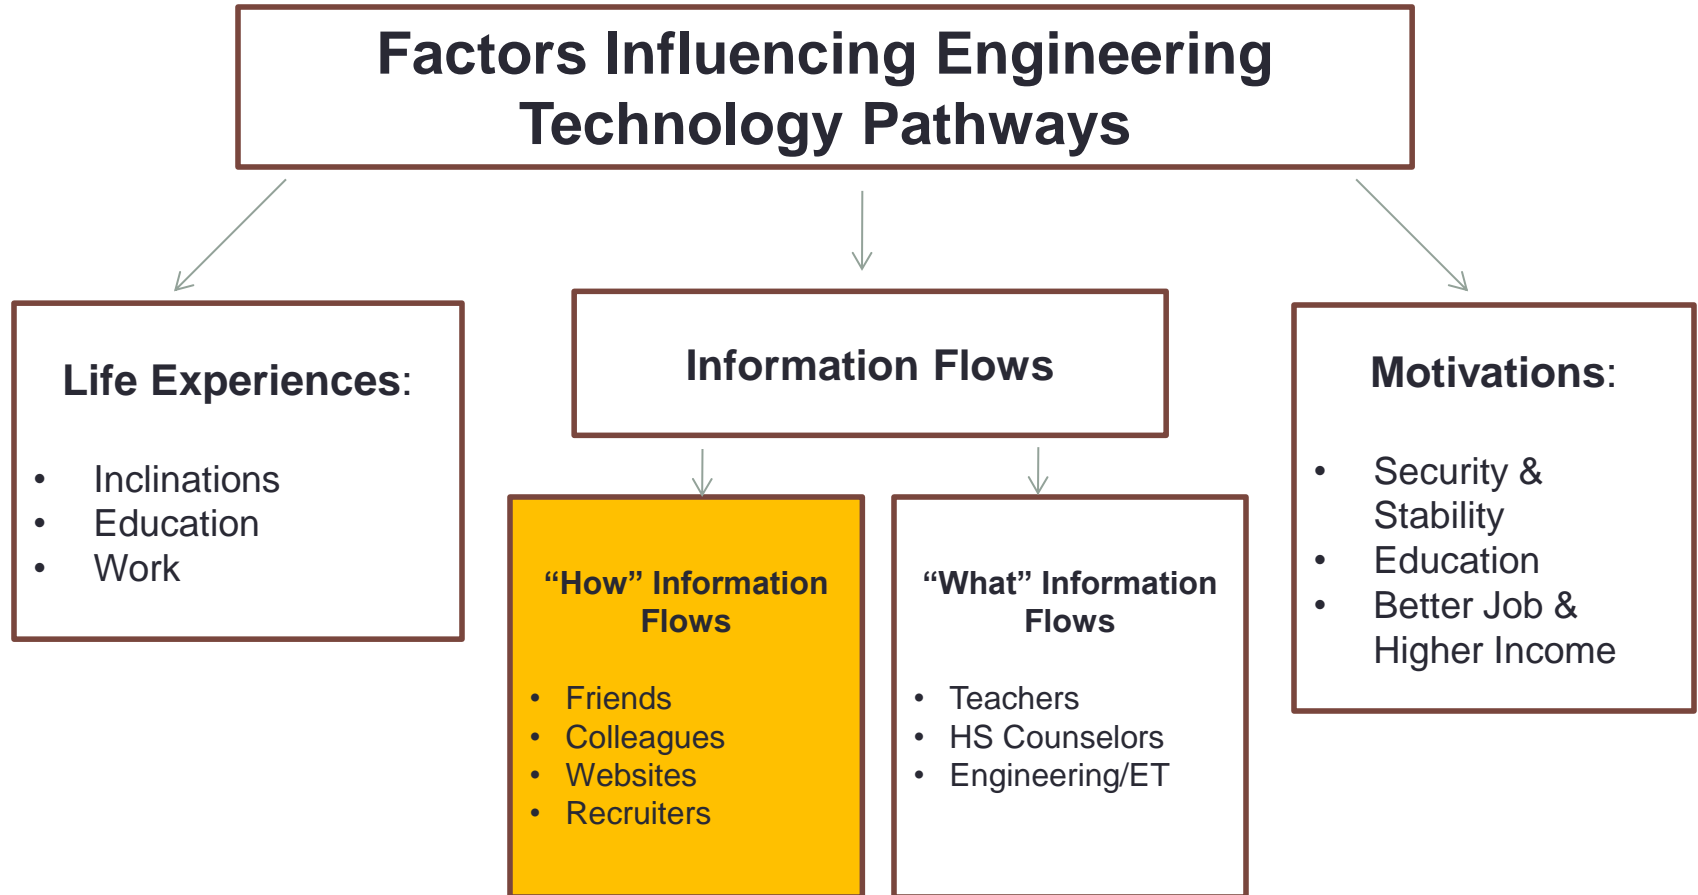 Factors Influencing Engineering
Technology Pathways
Life Experiences:
• Inclinations
• Education
• Work
Information Flows
“How” Information
Flows
• Friends
• Colleagues
• Websites
• Recruiters
“What” Information
Flows
• Teachers
• HS Counselors
• Engineering/ET
Motivations:
• Security &
Stability
• Education
• Better Job &
Higher Income